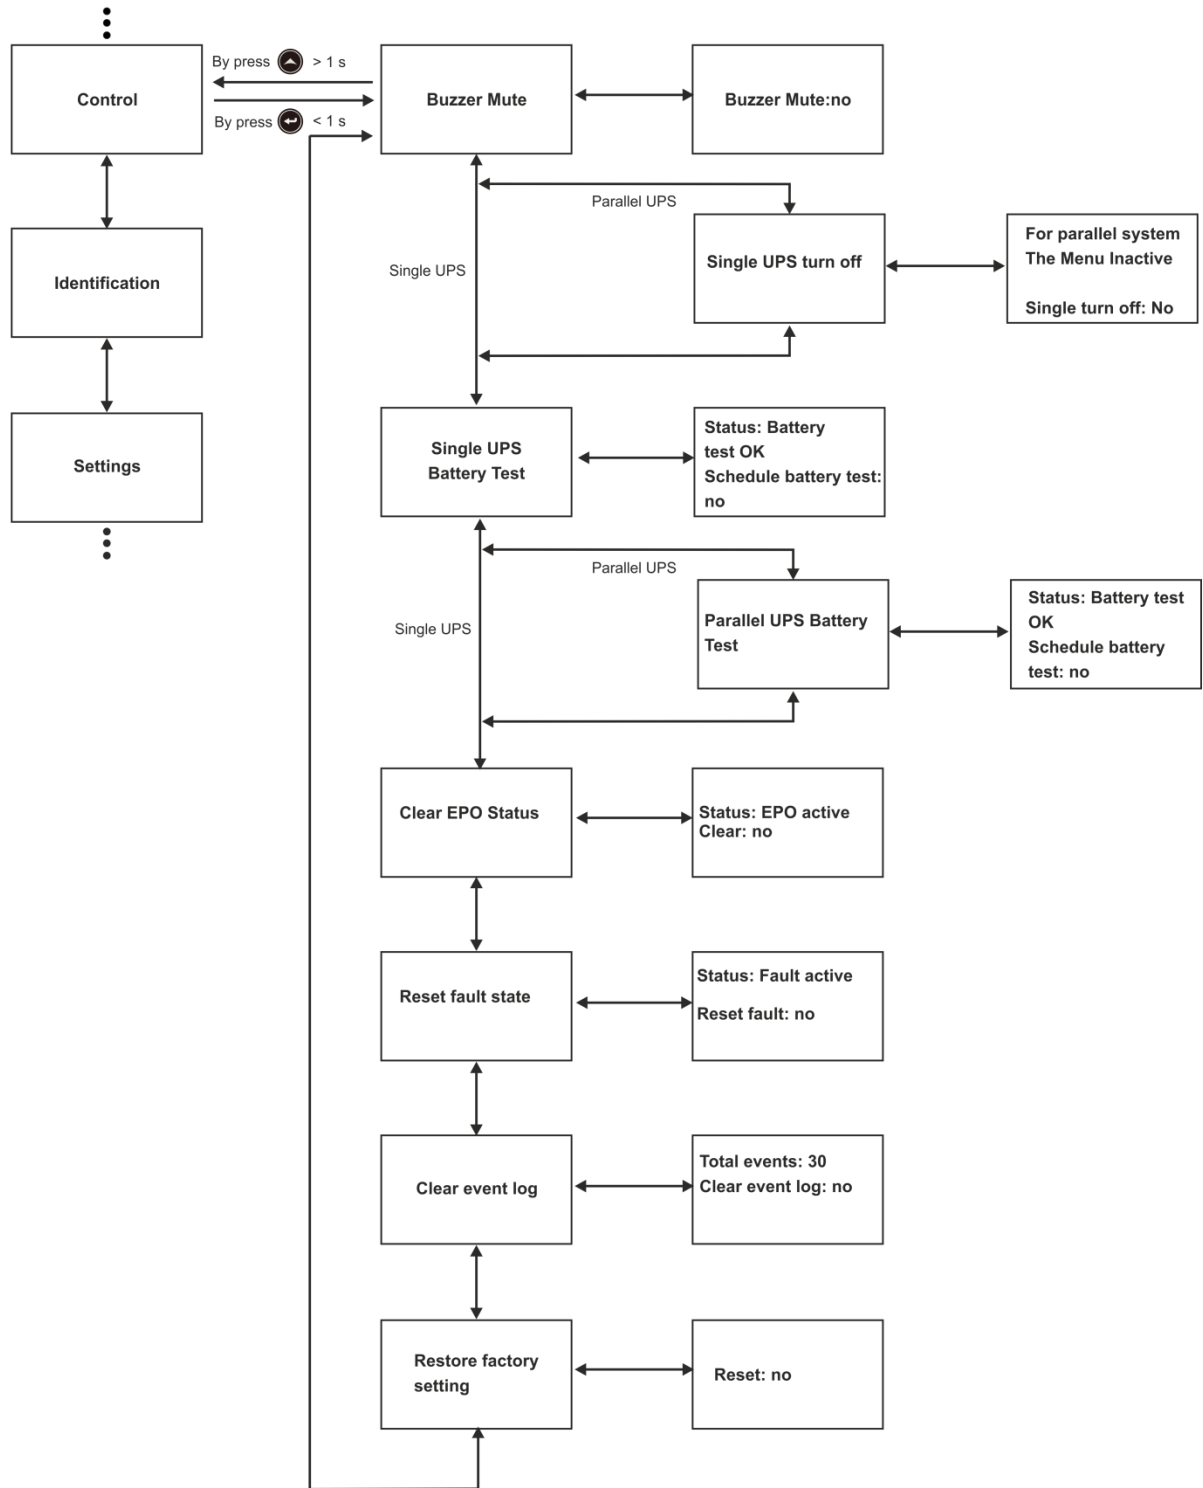 By press > 1 s
Control
Buzzer Mute
Buzzer Mute:no
By press < 1 s
Parallel UPS
Single UPS
Single UPS turn off
For parallel system
The Menu Inactive
Single turn off: No
Identification
Settings
Single UPS
Battery Test
Status: Battery
test OK
Schedule battery test:
no
Parallel UPS
Single UPS
Parallel UPS Battery
Test
Status: Battery test
OK
Schedule battery
test: no
Clear EPO Status
Status: EPO active
Clear: no
Reset fault state
Status: Fault active
Reset fault: no
Clear event log
Total events: 30
Clear event log: no
Restore factory
setting
Reset: no